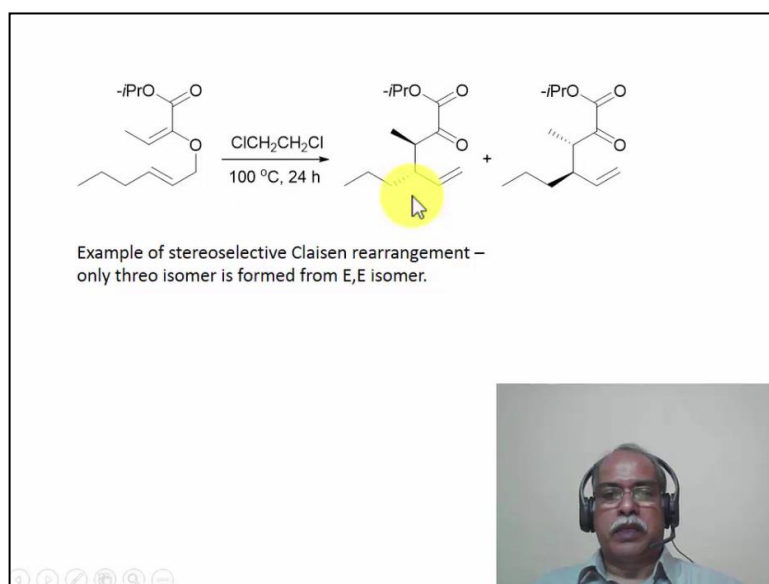 -iPrO O -iPrO O -iPrO O
O ClCH2CH2Cl O + O
100 °C, 24 h
Example of stereoselective Claisen rearrangement –
only threo isomer is formed from E,E isomer.